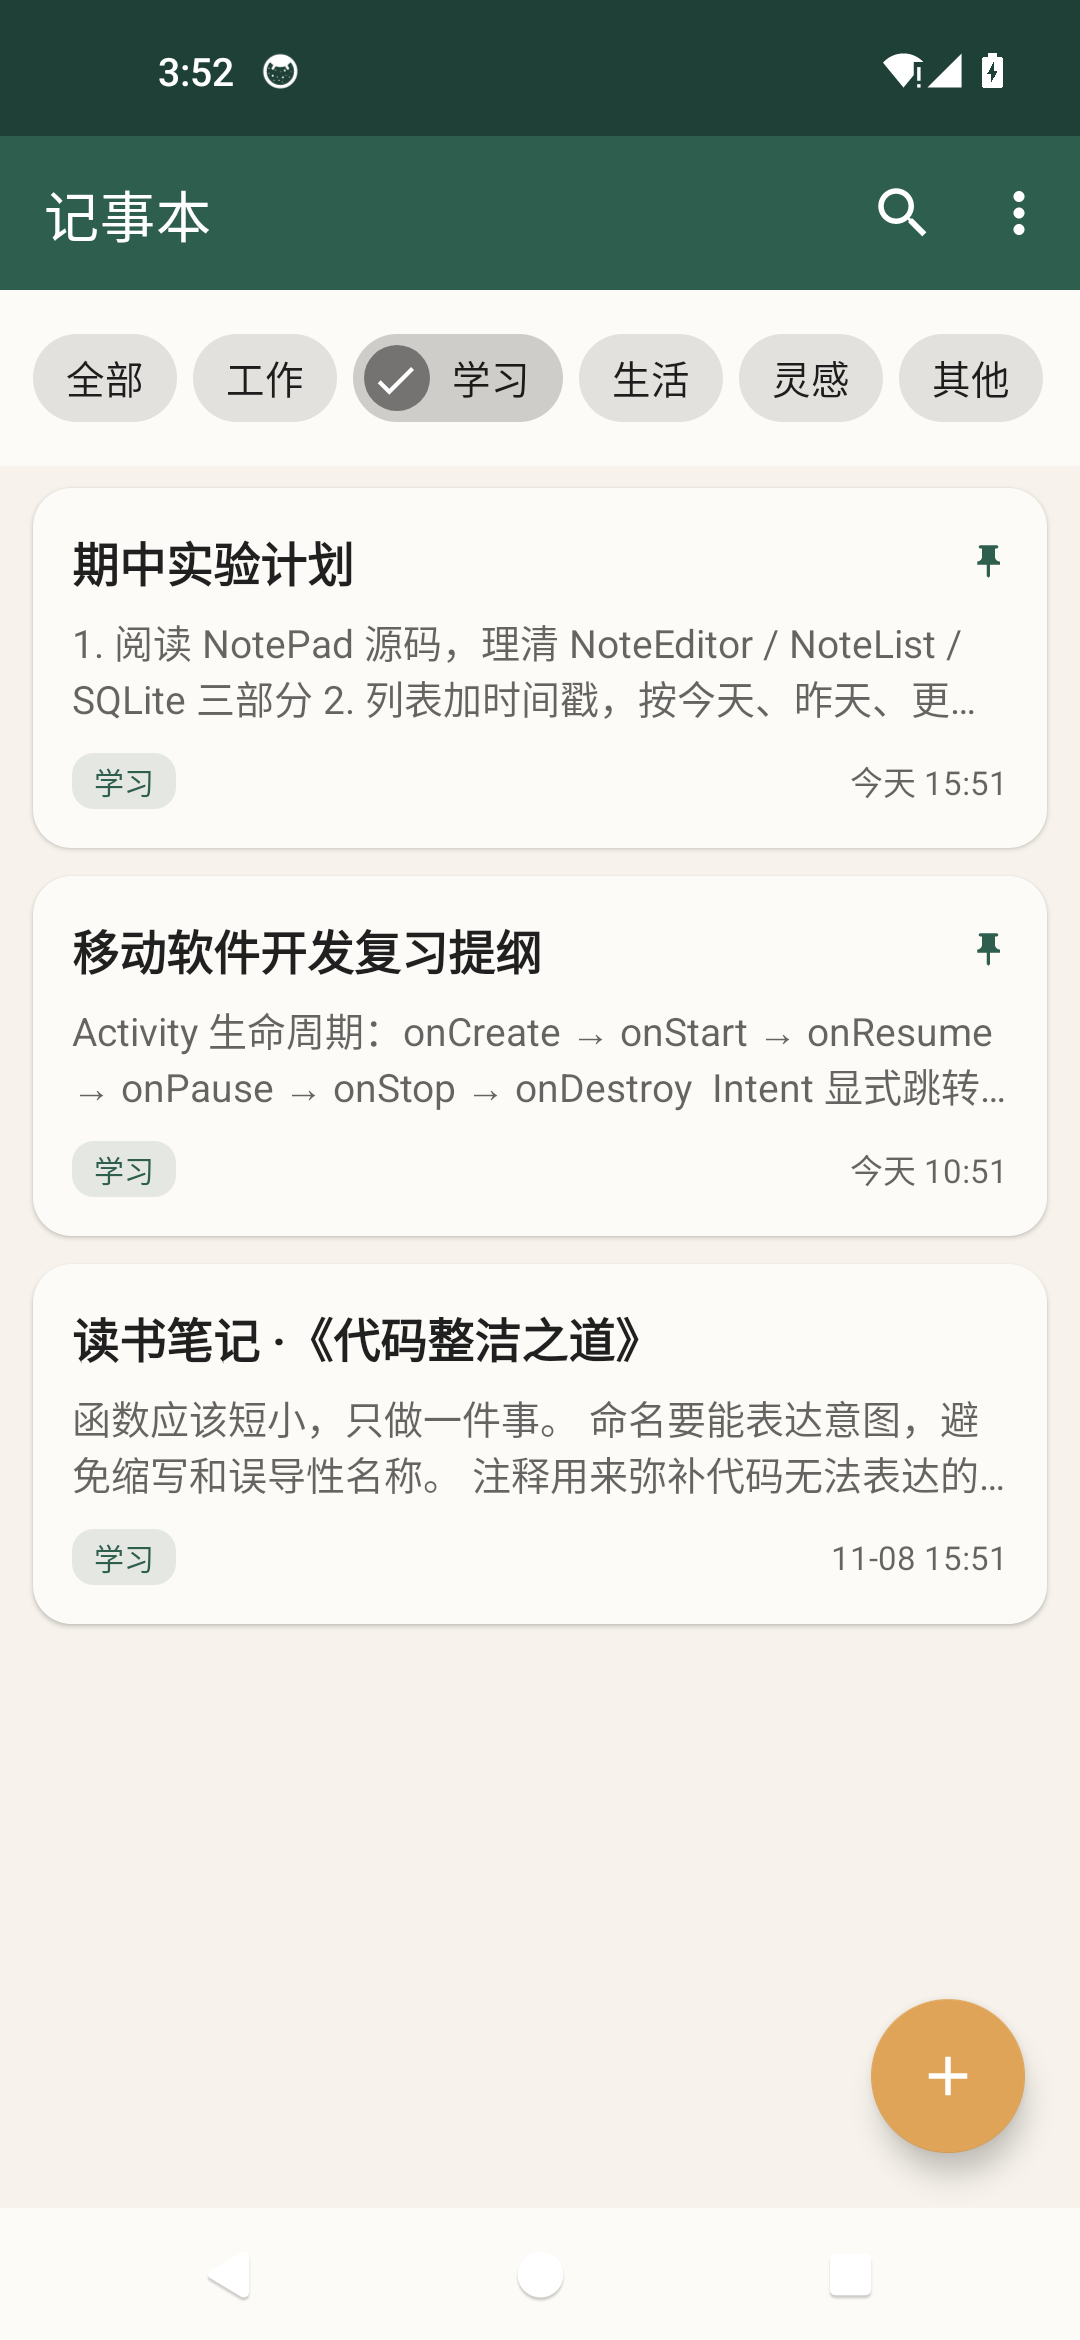 3:52
记事本
全部 工作 学习 生活 灵感 其他
期中实验计划
1. 阅读 NotePad 源码，理清 NoteEditor / NoteList /
SQLite 三部分 2. 列表加时间戳，按今天、昨天、更…
学习 今天 15:51
移动软件开发复习提纲
Activity 生命周期：onCreate → onStart → onResume
→ onPause → onStop → onDestroy Intent 显式跳转…
学习 今天 10:51
读书笔记 ·《代码整洁之道》
函数应该短小，只做一件事。 命名要能表达意图，避
免缩写和误导性名称。 注释用来弥补代码无法表达的…
学习 11-08 15:51